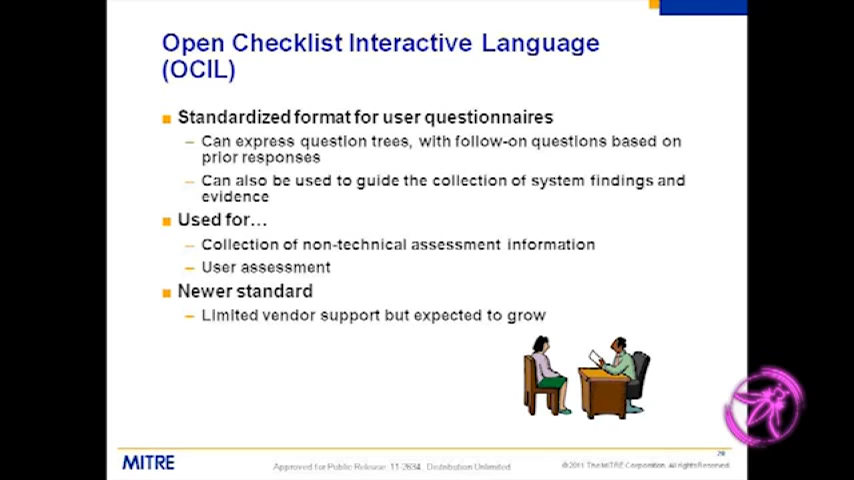 Open Checklist Interactive Language
(OCIL)
Standardized format for user questionnaires
– Can express question trees, with follow-on questions based on
prior responses
– Can also be used to guide the collection of system findings and
evidence
Used for…
– Collection of non-technical assessment information
– User assessment
Newer standard
– Limited vendor support but expected to grow
MITRE
Approved for Public Release: 11-2634. Distribution Unlimited
© 2011 The MITRE Corporation. All rights Reserved.